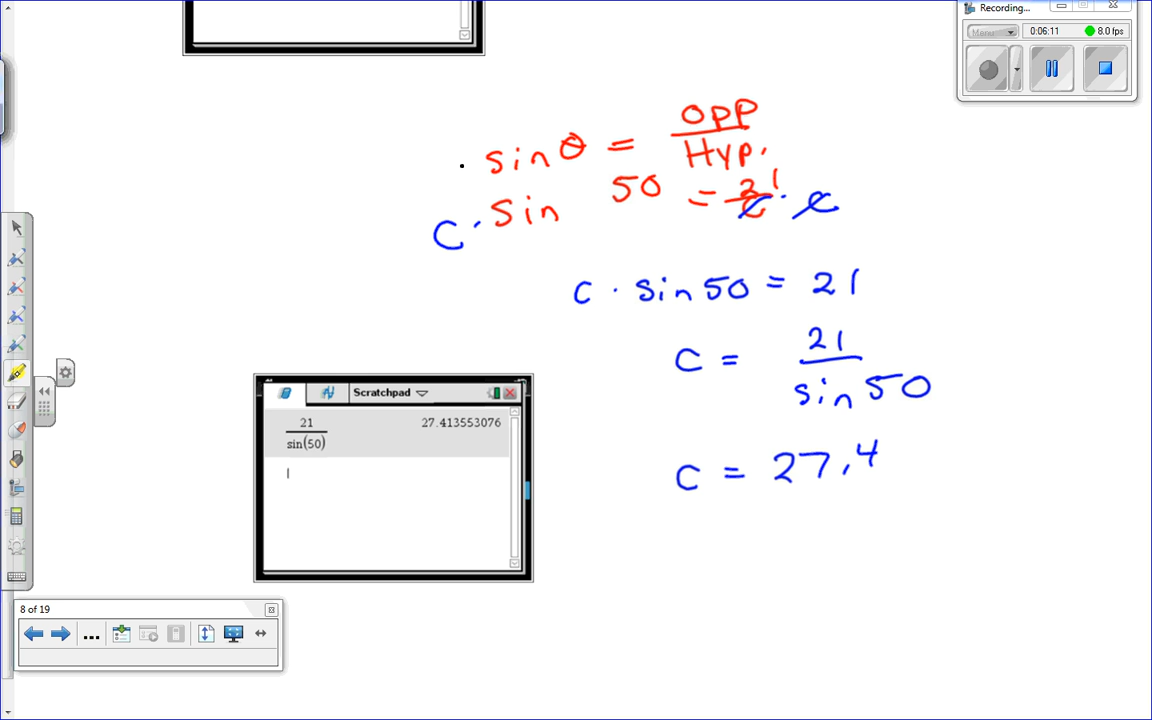 Recording...
Menu 0:06:11 8.0 fps
sin θ = opp / Hyp.
c · sin 50 = 21 / c · c
c · sin 50 = 21
c = 21 / sin 50
c = 27.4
Scratchpad
21 / sin(50) 27.413553076
8 of 19
...